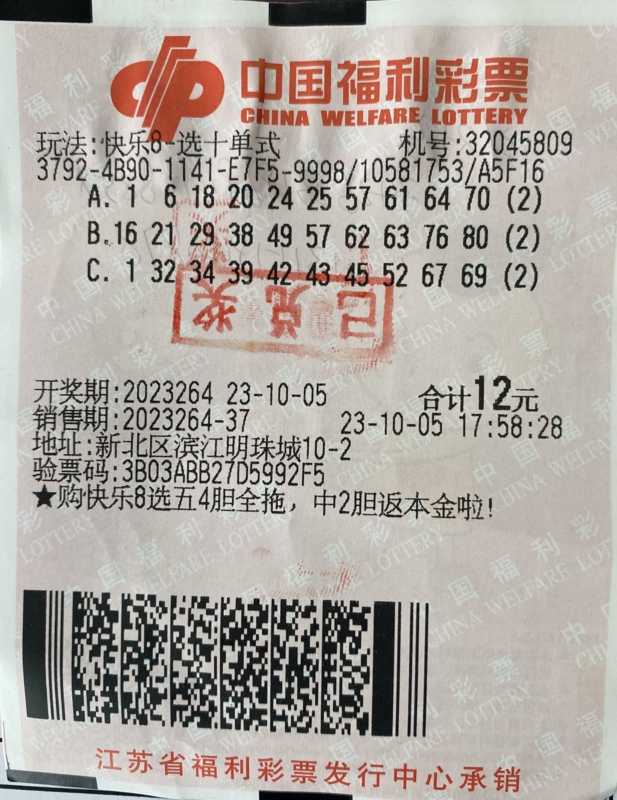 中国福利彩票
CHINA WELFARE LOTTERY
玩法:快乐8-选十单式 机号:32045809
3792-4B90-1141-E7F5-9998/10581753/A5F16
A. 1 6 18 20 24 25 57 61 64 70 (2)
B.16 21 29 38 49 57 62 63 76 80 (2)
C. 1 32 34 39 42 43 45 52 67 69 (2)
已兑奖
开奖期:2023264 23-10-05 合计12元
销售期:2023264-37 23-10-05 17:58:28
地址:新北区滨江明珠城10-2
验票码:3B03ABB27D5992F5
★购快乐8选五4胆全拖，中2胆返本金啦!
江苏省福利彩票发行中心承销